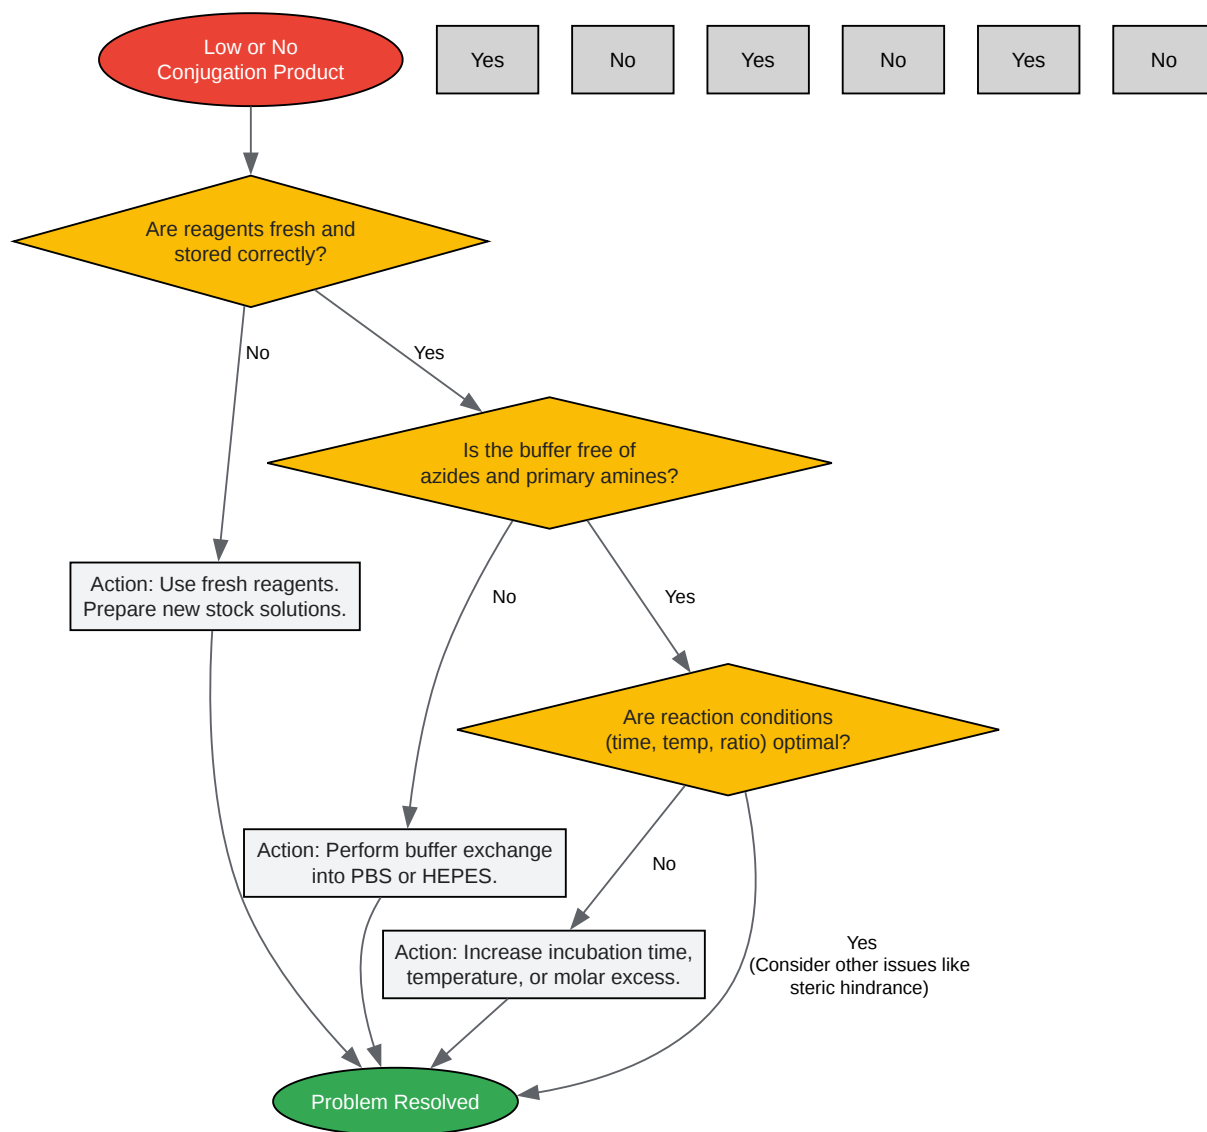 Low or No
Conjugation Product
Yes
No
Yes
No
Yes
No
Are reagents fresh and
stored correctly?
No
Yes
Is the buffer free of
azides and primary amines?
Action: Use fresh reagents.
Prepare new stock solutions.
No
Yes
Are reaction conditions
(time, temp, ratio) optimal?
Action: Perform buffer exchange
into PBS or HEPES.
No
Action: Increase incubation time,
temperature, or molar excess.
Yes
(Consider other issues like
steric hindrance)
Problem Resolved